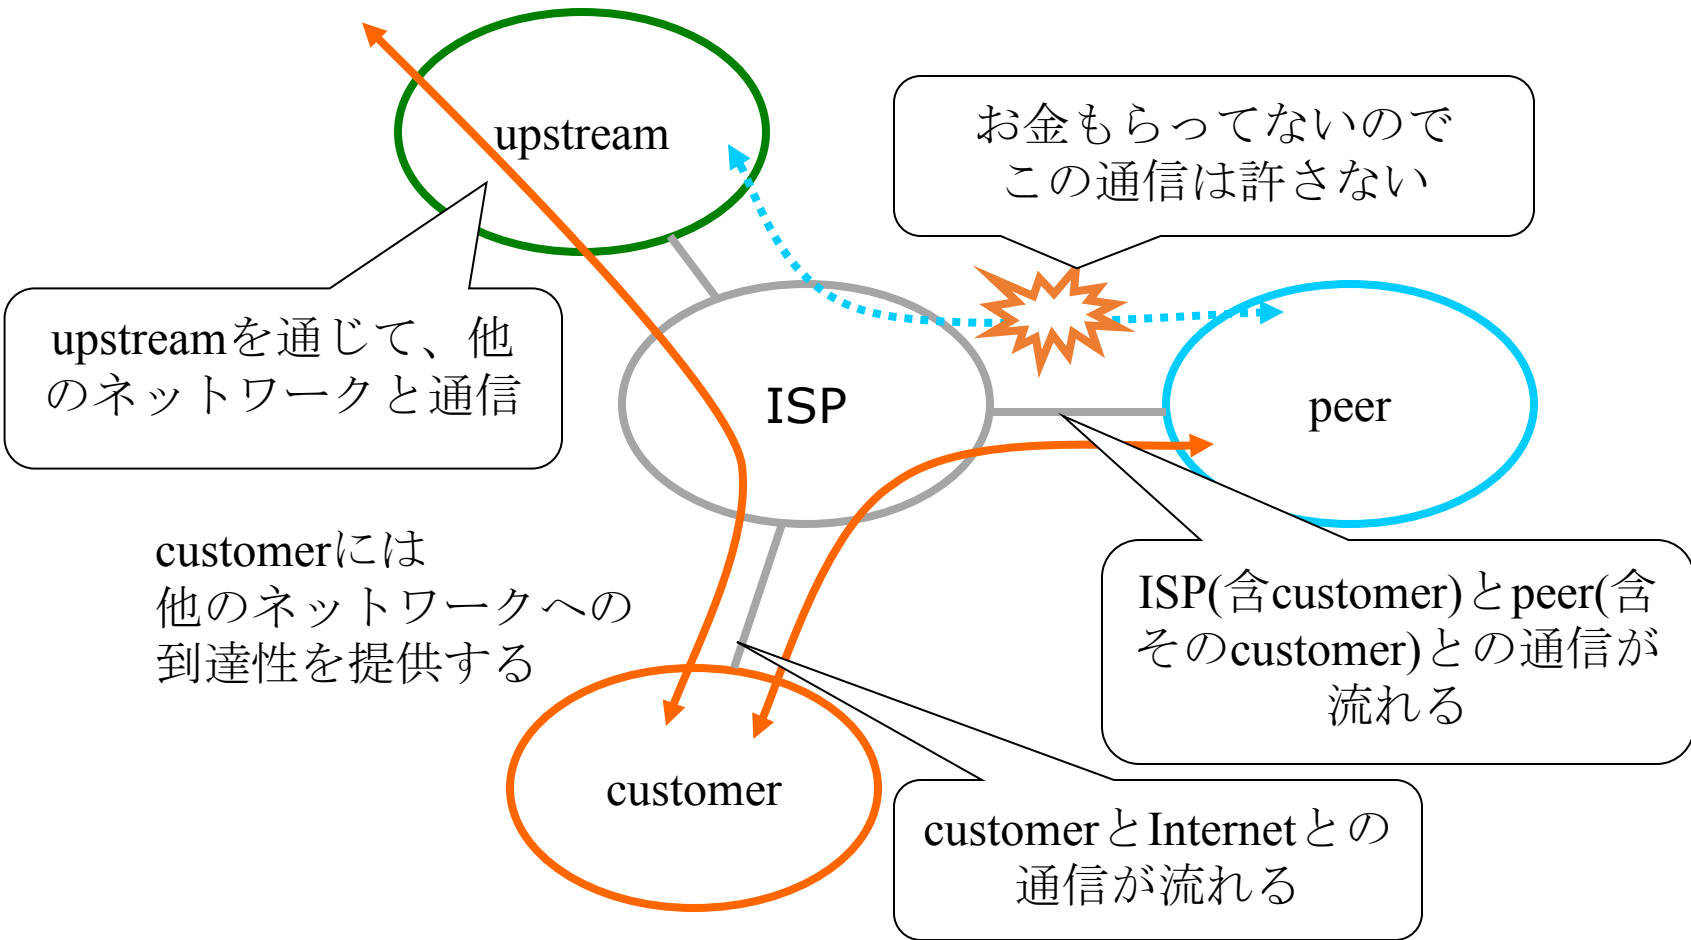 upstream
お金もらってないので
この通信は許さない
upstreamを通じて、他
のネットワークと通信
ISP
peer
customerには
他のネットワークへの
到達性を提供する
ISP(含customer)とpeer(含
そのcustomer)との通信が
流れる
customer
customerとInternetとの
通信が流れる